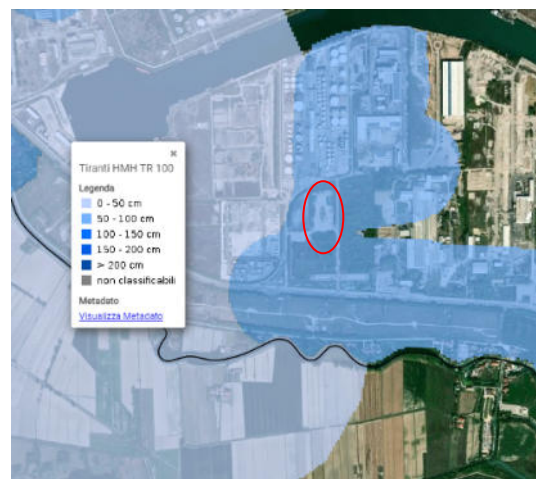 ×
Tiranti HMH TR 100
Legenda
0 - 50 cm
50 - 100 cm
100 - 150 cm
150 - 200 cm
> 200 cm
non classificabili
Metadato
Visualizza Metadato